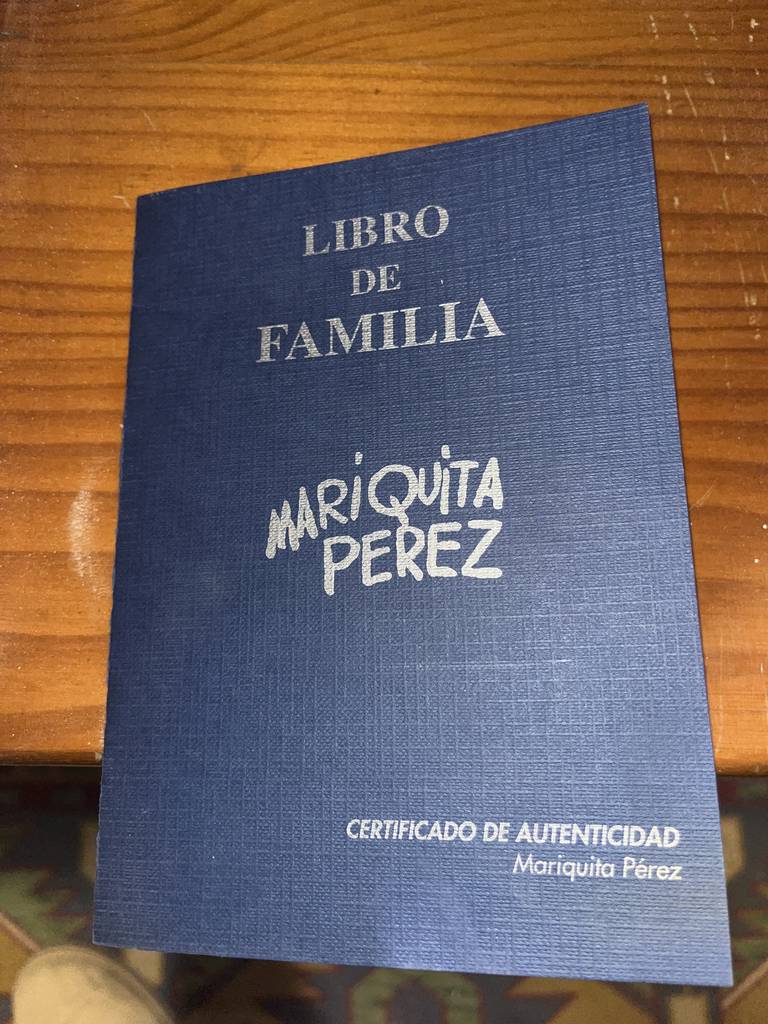 LIBRO
DE
FAMILIA
MARiQUiTA
PEREZ
CERTIFICADO DE AUTENTICIDAD
Mariquita Pérez